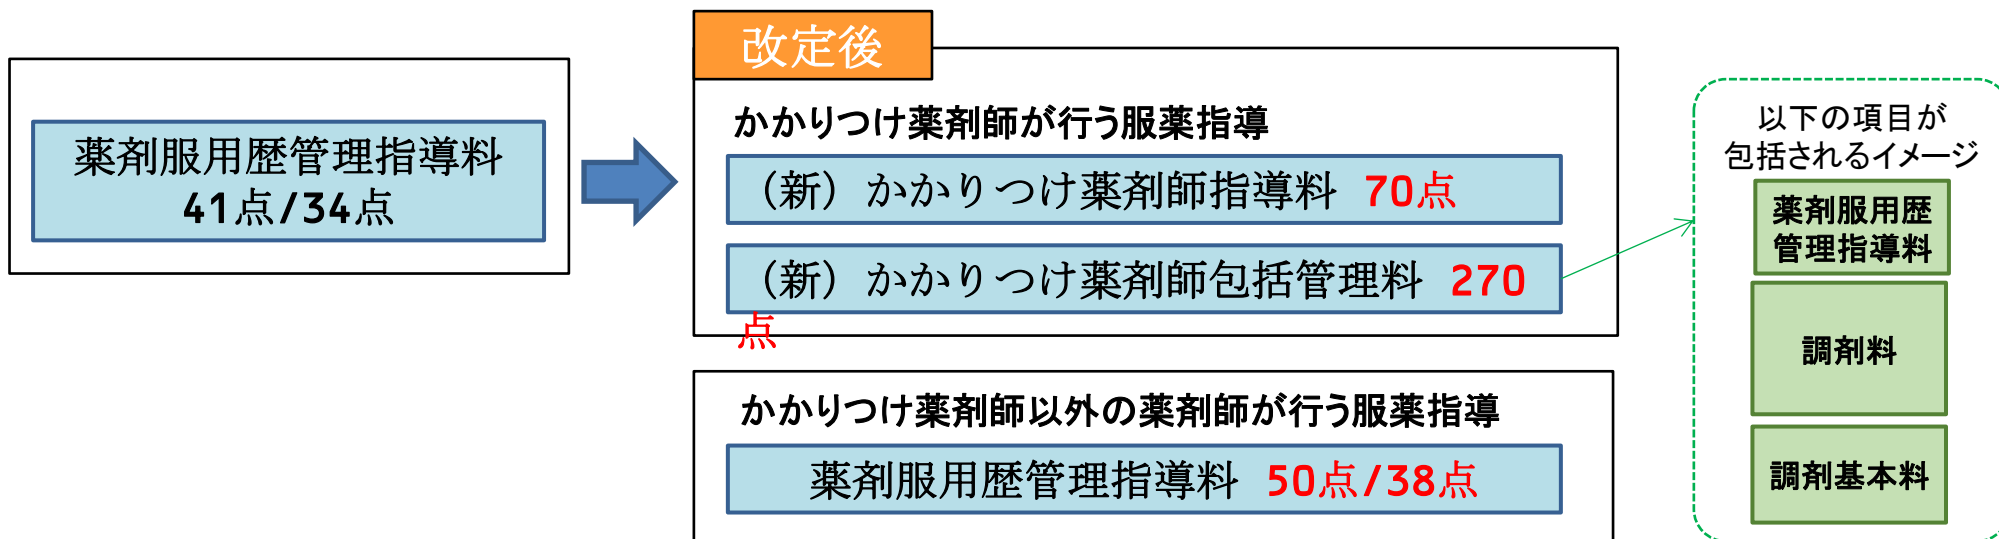 薬剤服用歴管理指導料
41点/34点
改定後
かかりつけ薬剤師が行う服薬指導
（新）かかりつけ薬剤師指導料 70点
（新）かかりつけ薬剤師包括管理料 270
点
かかりつけ薬剤師以外の薬剤師が行う服薬指導
薬剤服用歴管理指導料 50点/38点
以下の項目が
包括されるイメージ
薬剤服用歴
管理指導料
調剤料
調剤基本料